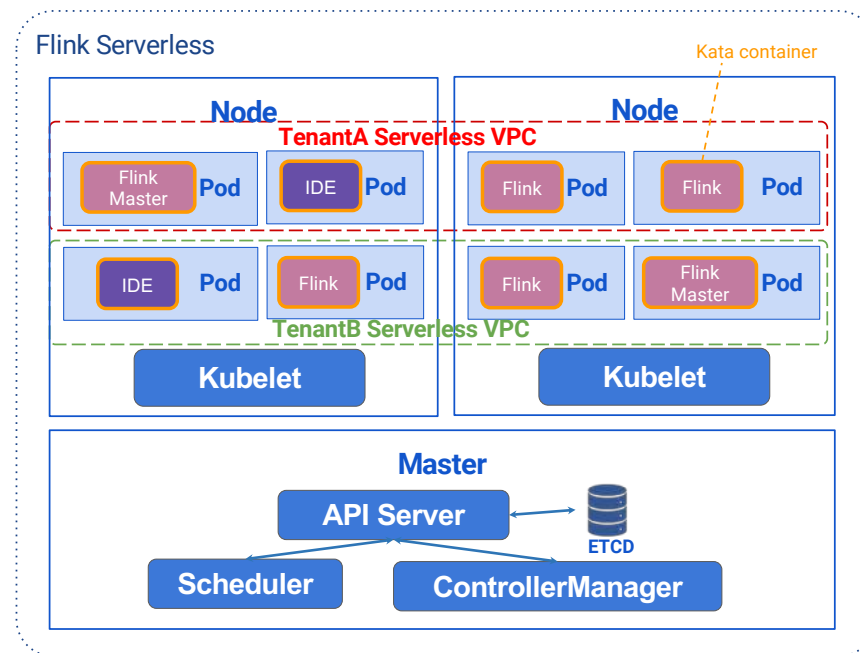 Flink Serverless
Kata container
Node
Node
TenantA Serverless VPC
Flink
Master
Pod
IDE
Pod
Flink
Pod
Flink
Pod
IDE
Pod
Flink
Pod
Flink
Pod
Flink
Master
Pod
TenantB Serverless VPC
Kubelet
Kubelet
Master
API Server
ETCD
Scheduler
ControllerManager